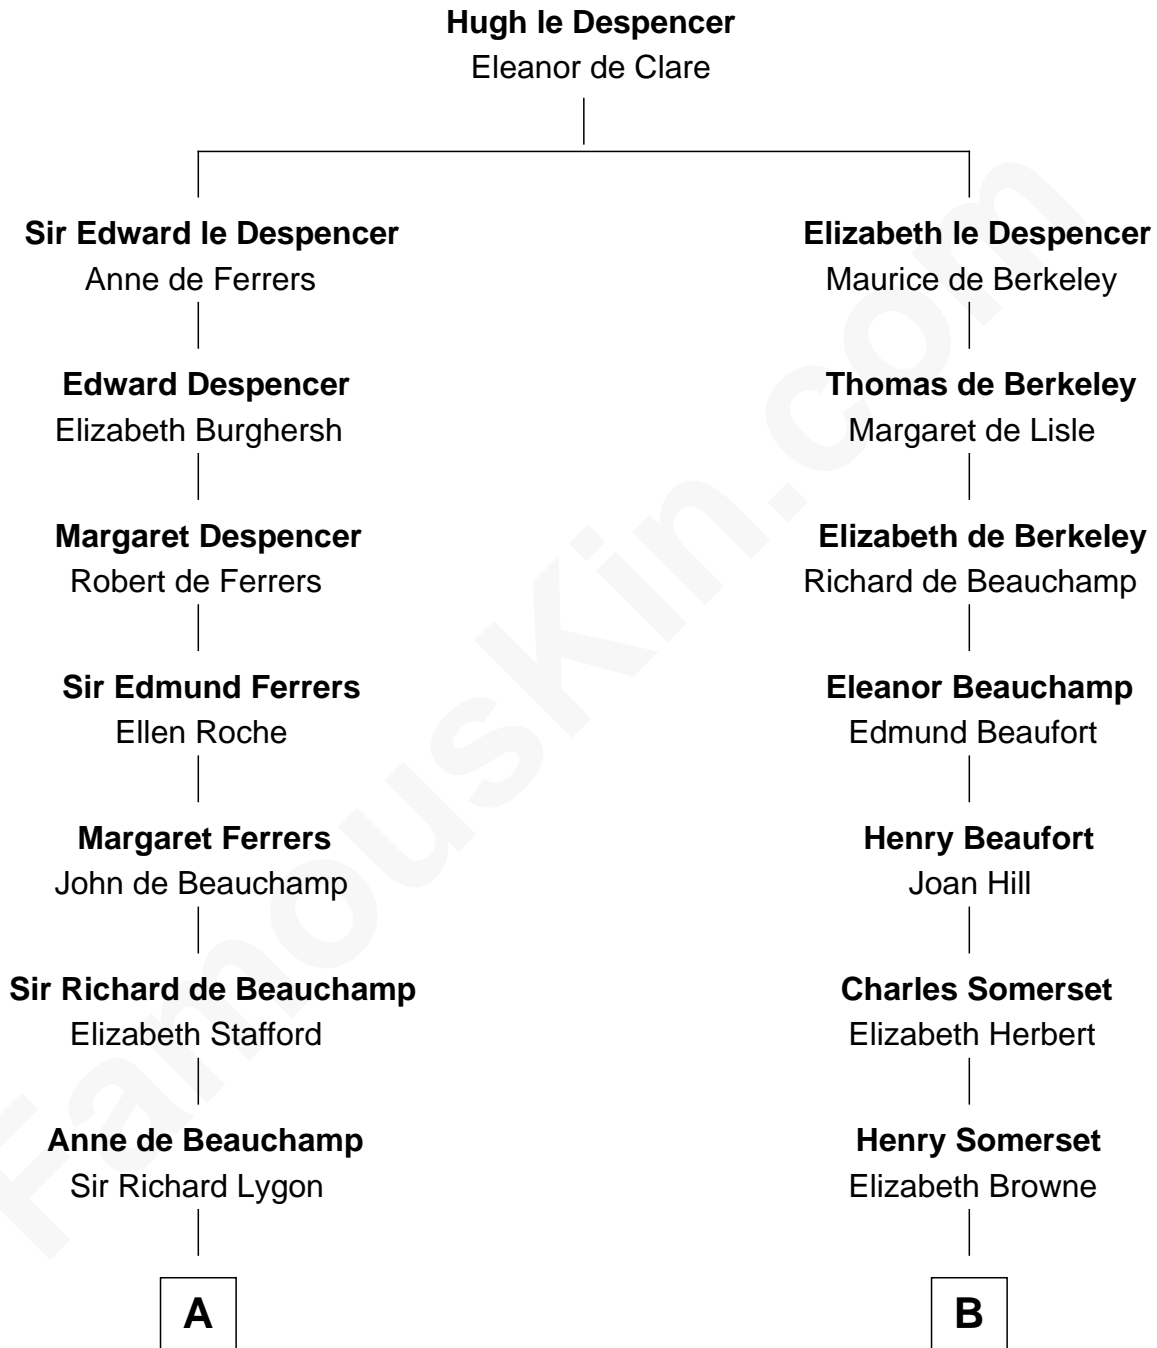 Hugh le Despencer
Eleanor de Clare
Sir Edward le Despencer
Anne de Ferrers
Elizabeth le Despencer
Maurice de Berkeley
Edward Despencer
Elizabeth Burghersh
Thomas de Berkeley
Margaret de Lisle
Margaret Despencer
Robert de Ferrers
Elizabeth de Berkeley
Richard de Beauchamp
Sir Edmund Ferrers
Ellen Roche
Eleanor Beauchamp
Edmund Beaufort
Margaret Ferrers
John de Beauchamp
Henry Beaufort
Joan Hill
Sir Richard de Beauchamp
Elizabeth Stafford
Charles Somerset
Elizabeth Herbert
Anne de Beauchamp
Sir Richard Lygon
Henry Somerset
Elizabeth Browne
A
B
FamousKin.com